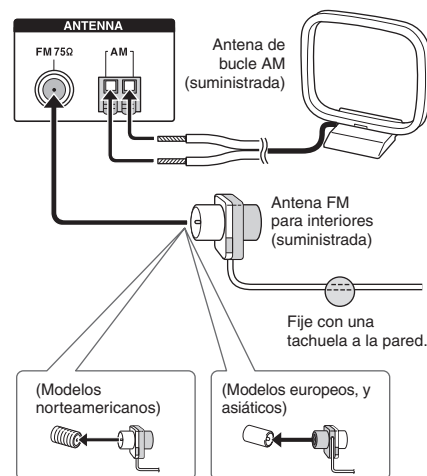 ANTENNA
FM 75Ω
AM
Antena de
bucle AM
(suministrada)
Antena FM
para interiores
(suministrada)
Fije con una
tachuela a la pared.
(Modelos
norteamericanos)
(Modelos europeos, y
asiáticos)